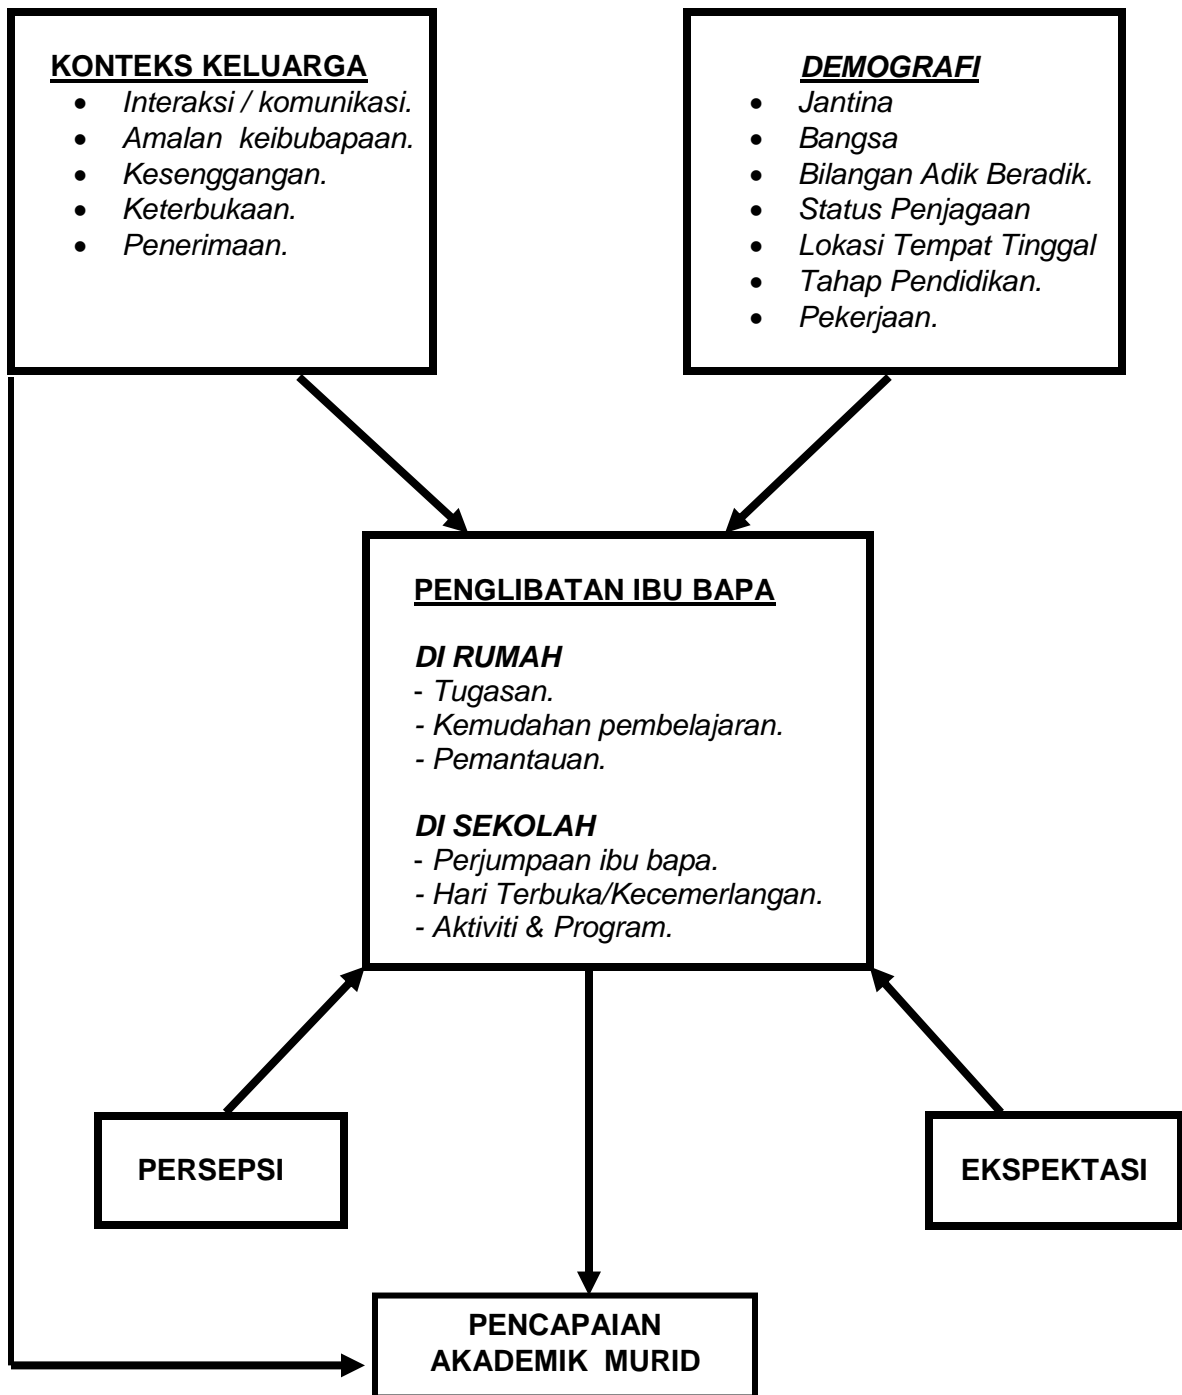 KONTEKS KELUARGA
• Interaksi / komunikasi.
• Amalan keibubapaan.
• Kesenggangan.
• Keterbukaan.
• Penerimaan.
DEMOGRAFI
• Jantina
• Bangsa
• Bilangan Adik Beradik.
• Status Penjagaan
• Lokasi Tempat Tinggal
• Tahap Pendidikan.
• Pekerjaan.
PENGLIBATAN IBU BAPA
DI RUMAH
- Tugasan.
- Kemudahan pembelajaran.
- Pemantauan.
DI SEKOLAH
- Perjumpaan ibu bapa.
- Hari Terbuka/Kecemerlangan.
- Aktiviti & Program.
PERSEPSI
EKSPEKTASI
PENCAPAIAN
AKADEMIK MURID